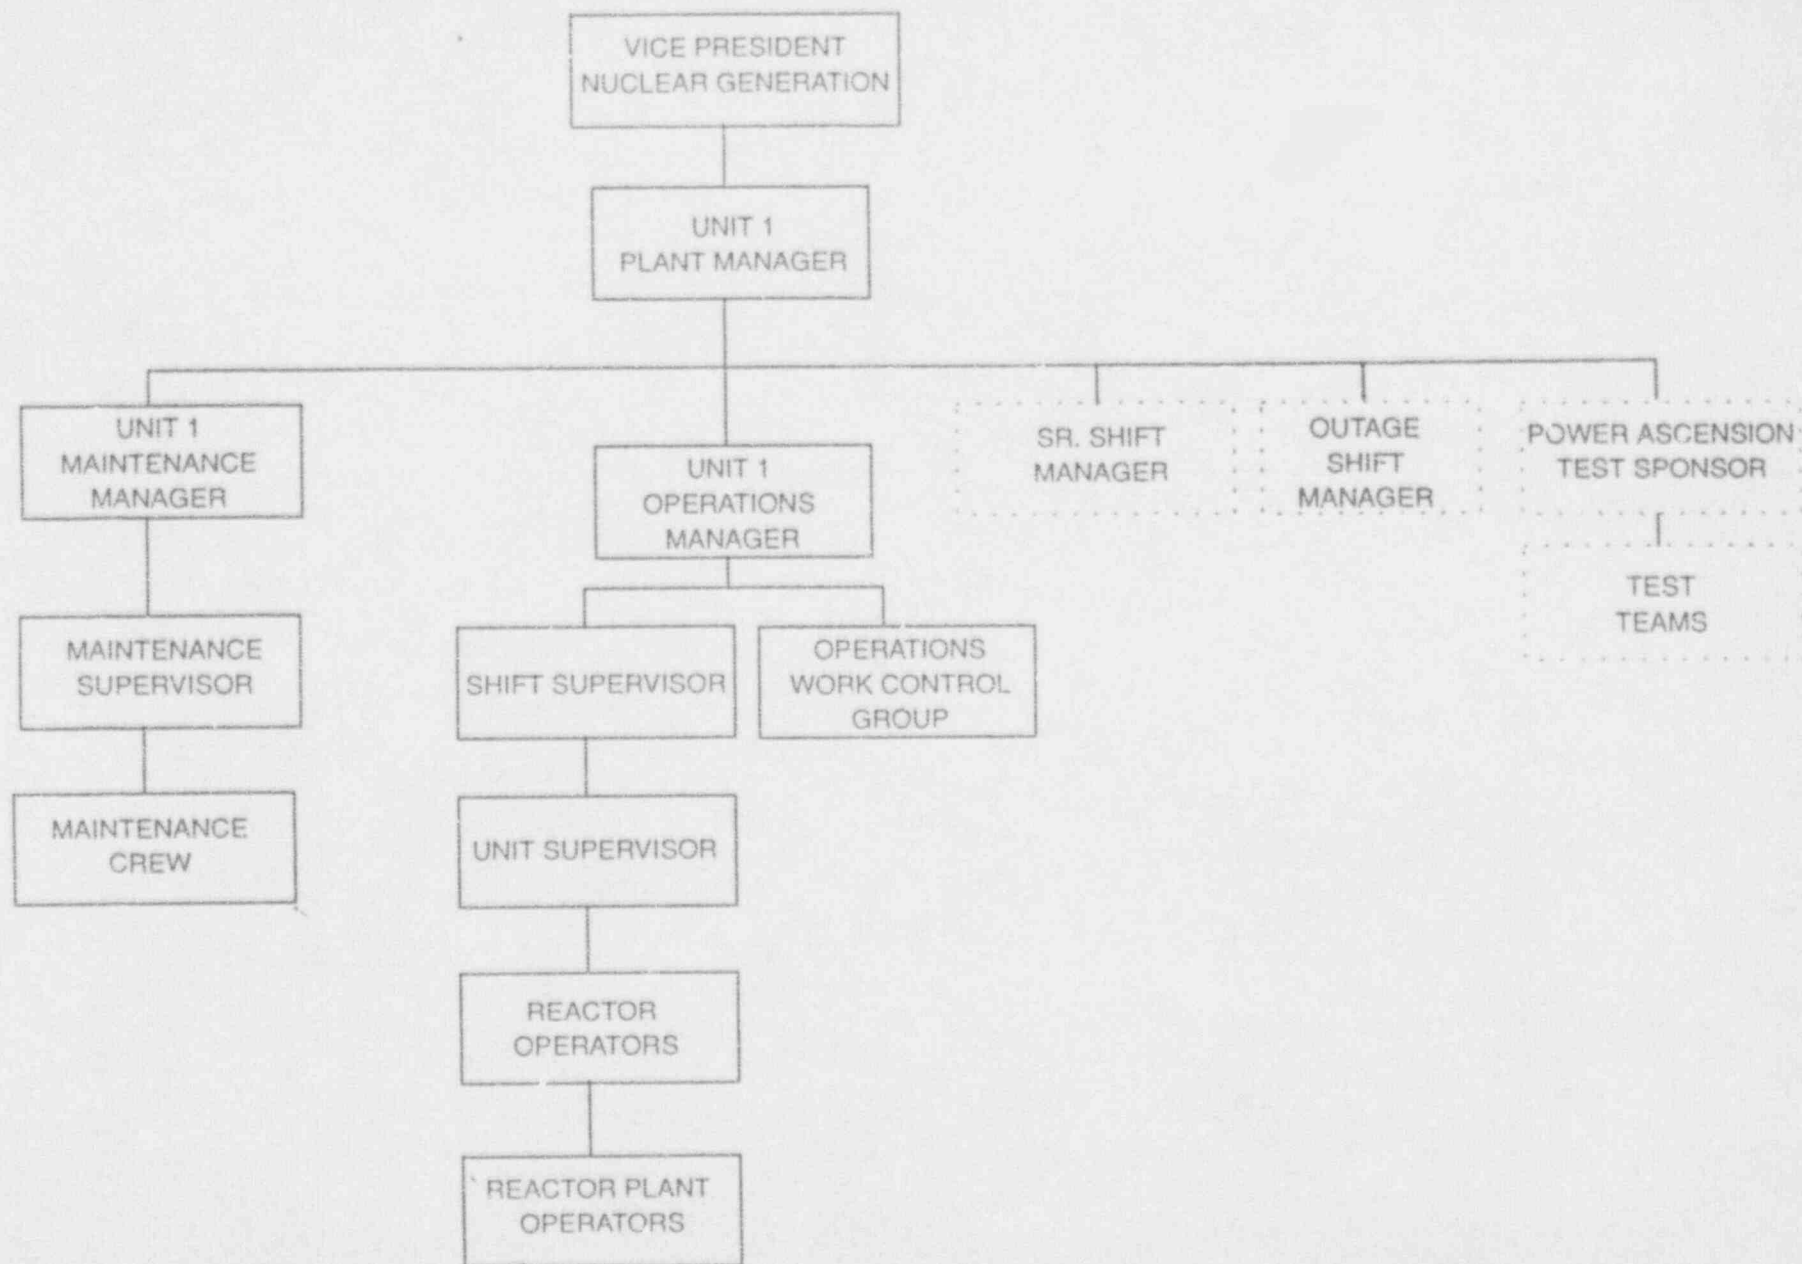 VICE PRESIDENT
NUCLEAR GENERATION
UNIT 1
PLANT MANAGER
UNIT 1
MAINTENANCE
MANAGER
UNIT 1
OPERATIONS
MANAGER
SR. SHIFT
MANAGER
OUTAGE
SHIFT
MANAGER
POWER ASCENSION
TEST SPONSOR
MAINTENANCE
SUPERVISOR
SHIFT SUPERVISOR
OPERATIONS
WORK CONTROL
GROUP
TEST
TEAMS
MAINTENANCE
CREW
UNIT SUPERVISOR
REACTOR
OPERATORS
REACTOR PLANT
OPERATORS